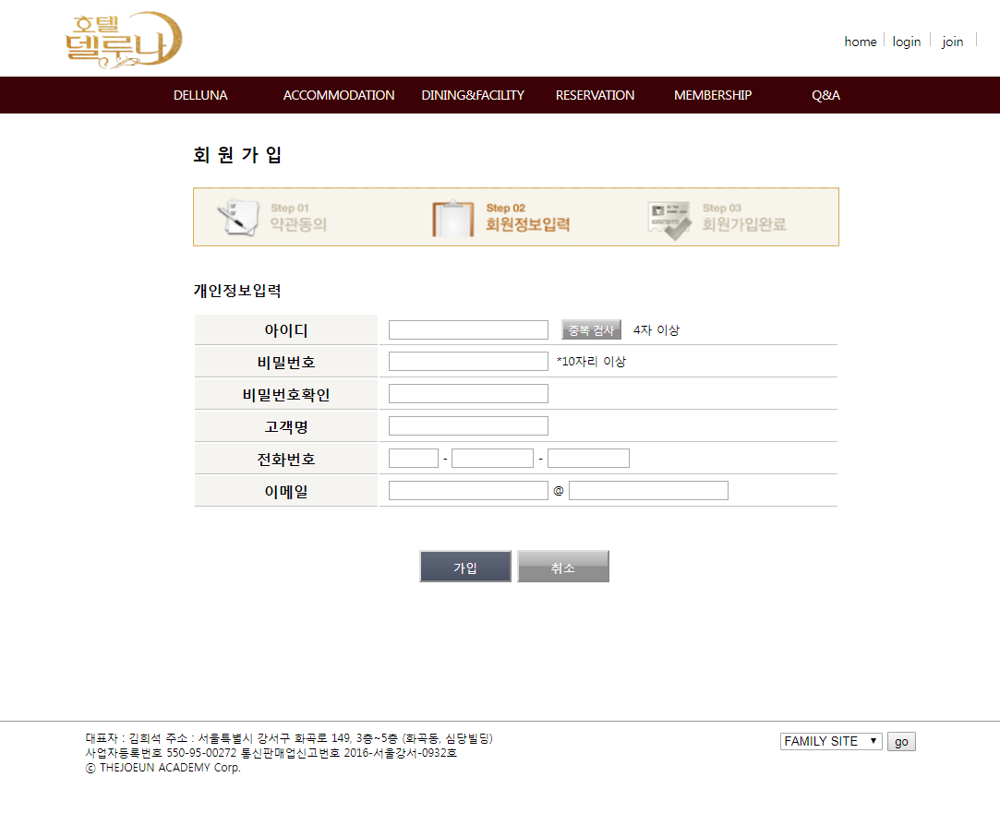 호텔
델루나
home login join
DELLUNA ACCOMMODATION DINING&FACILITY RESERVATION MEMBERSHIP Q&A
회 원 가 입
Step 01 Step 02 Step 03
약관동의 회원정보입력 회원가입완료
개인정보입력
아이디 중복 검사 4자 이상
비밀번호 *10자리 이상
비밀번호확인
고객명
전화번호 - -
이메일 @
가입 취소
대표자 : 김희석 주소 : 서울특별시 강서구 화곡로 149, 3층~5층 (화곡동, 심당빌딩) FAMILY SITE ▼ go
사업자등록번호 550-95-00272 통신판매업신고번호 2016-서울강서-0932호
ⓒ THEJOEUN ACADEMY Corp.